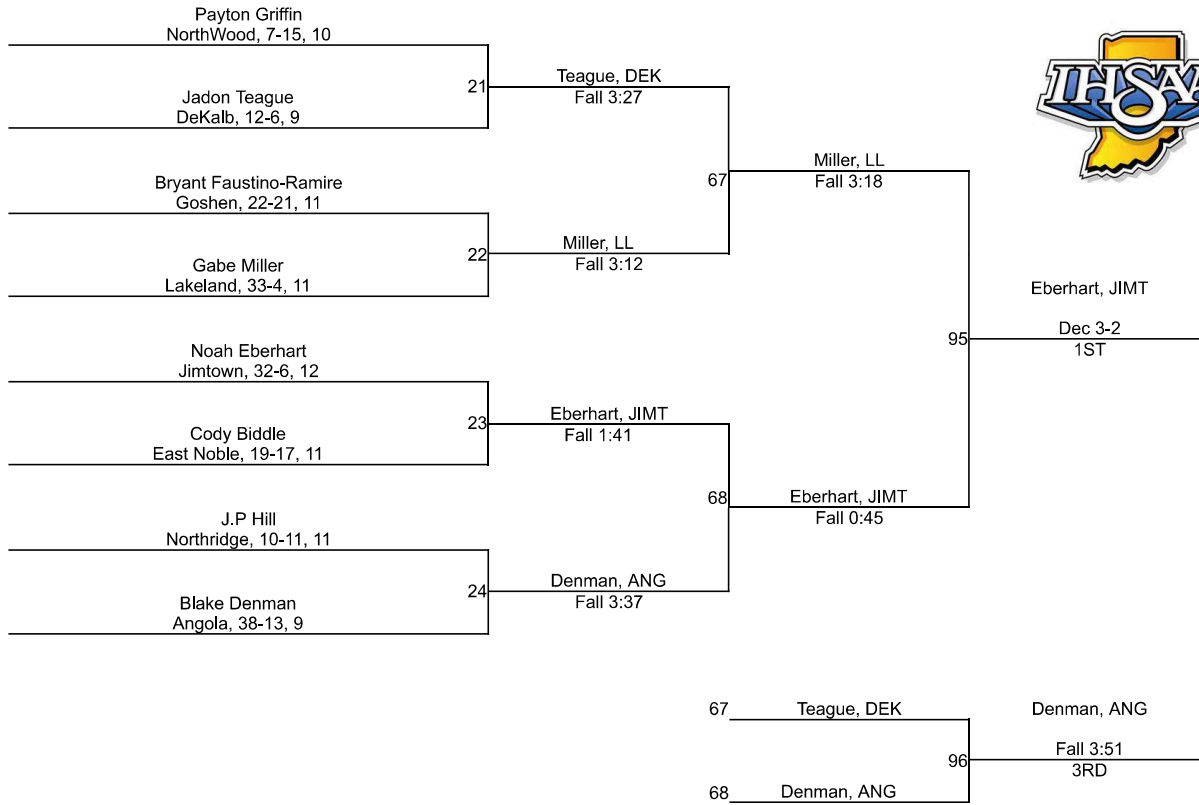 Payton Griffin
NorthWood, 7-15, 10
21
Teague, DEK
Fall 3:27
Jadon Teague
DeKalb, 12-6, 9
IHSAA
67
Miller, LL
Fall 3:18
Bryant Faustino-Ramire
Goshen, 22-21, 11
22
Miller, LL
Fall 3:12
Gabe Miller
Lakeland, 33-4, 11
Eberhart, JIMT
95
Dec 3-2
1ST
Noah Eberhart
Jimtown, 32-6, 12
23
Eberhart, JIMT
Fall 1:41
Cody Biddle
East Noble, 19-17, 11
68
Eberhart, JIMT
Fall 0:45
J.P Hill
Northridge, 10-11, 11
24
Denman, ANG
Fall 3:37
Blake Denman
Angola, 38-13, 9
67
Teague, DEK
Denman, ANG
96
Fall 3:51
3RD
68
Denman, ANG